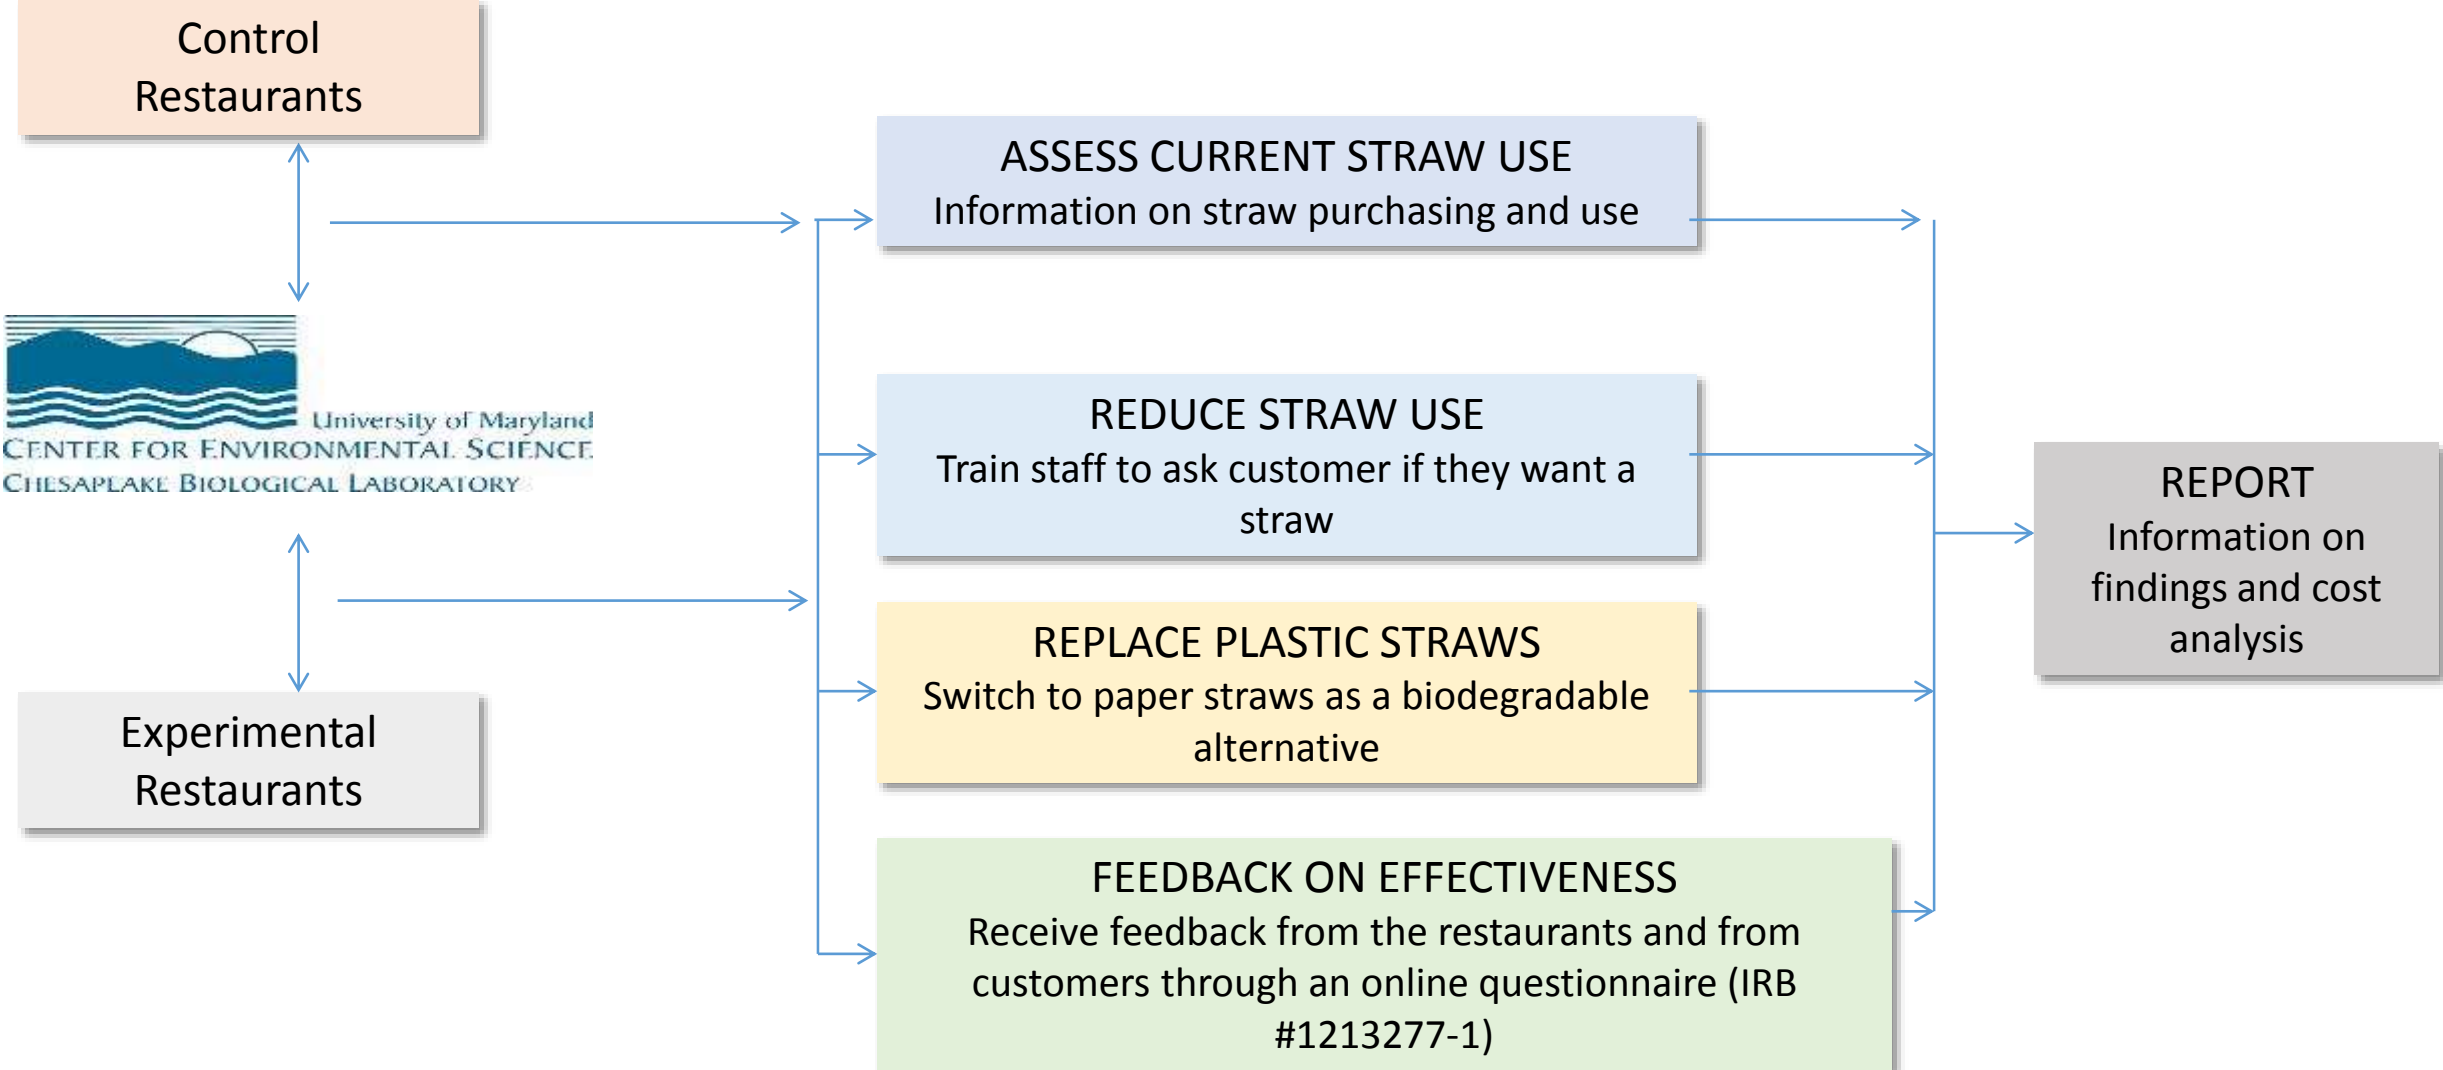 Control
Restaurants
University of Maryland
CENTER FOR ENVIRONMENTAL SCIENCE
CHESAPEAKE BIOLOGICAL LABORATORY
Experimental
Restaurants
ASSESS CURRENT STRAW USE
Information on straw purchasing and use
REDUCE STRAW USE
Train staff to ask customer if they want a
straw
REPLACE PLASTIC STRAWS
Switch to paper straws as a biodegradable
alternative
FEEDBACK ON EFFECTIVENESS
Receive feedback from the restaurants and from
customers through an online questionnaire (IRB
#1213277-1)
REPORT
Information on
findings and cost
analysis